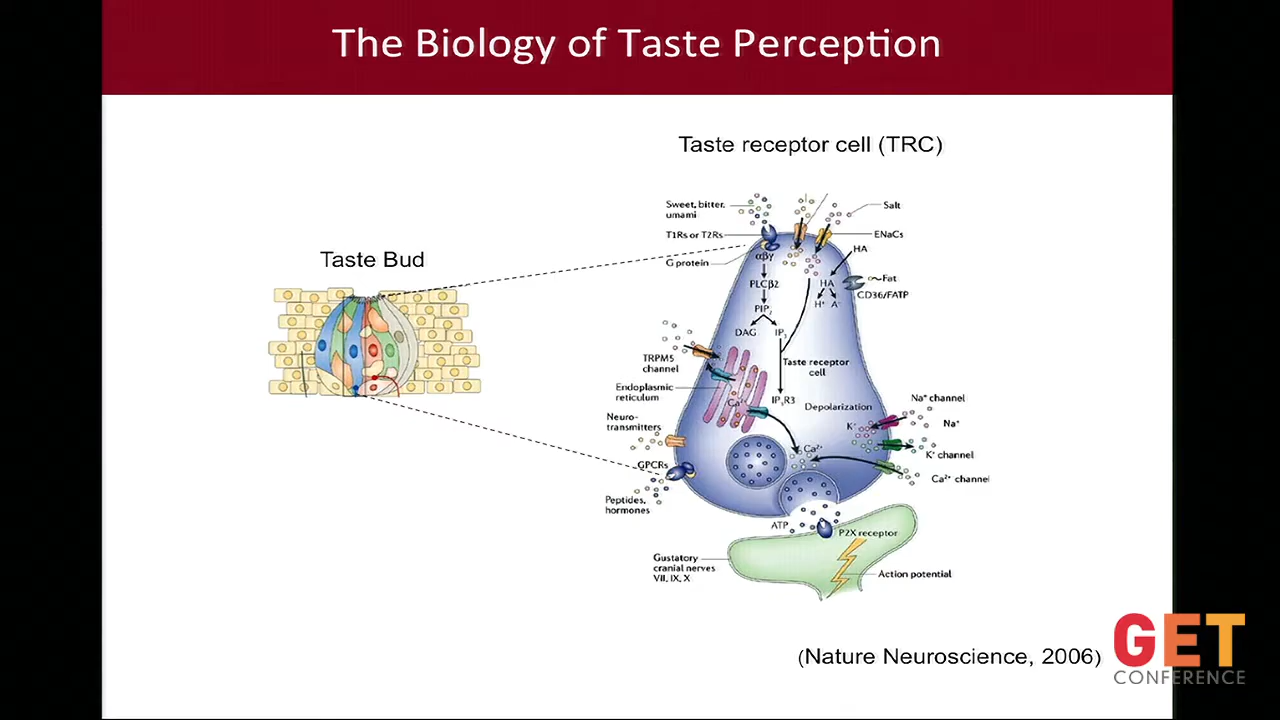 The Biology of Taste Perception
Taste receptor cell (TRC)
Taste Bud
Sweet, bitter,
umami
Salt
T1Rs or T2Rs
ENaCs
G protein
αβγ
HA
PLCβ2
HA
Fat
CD36/FATP
H⁺ A⁻
PIP₂
DAG
IP₃
TRPM5
channel
Taste receptor
cell
Endoplasmic
reticulum
Ca²⁺
IP₃R3
Depolarization
Na⁺ channel
Neuro-
transmitters
K⁺
Na⁺
Ca²⁺
K⁺ channel
GPCRs
Ca²⁺ channel
Peptides,
hormones
ATP
P2X receptor
Gustatory
cranial nerves
VII, IX, X
Action potential
(Nature Neuroscience, 2006)
GET
CONFERENCE